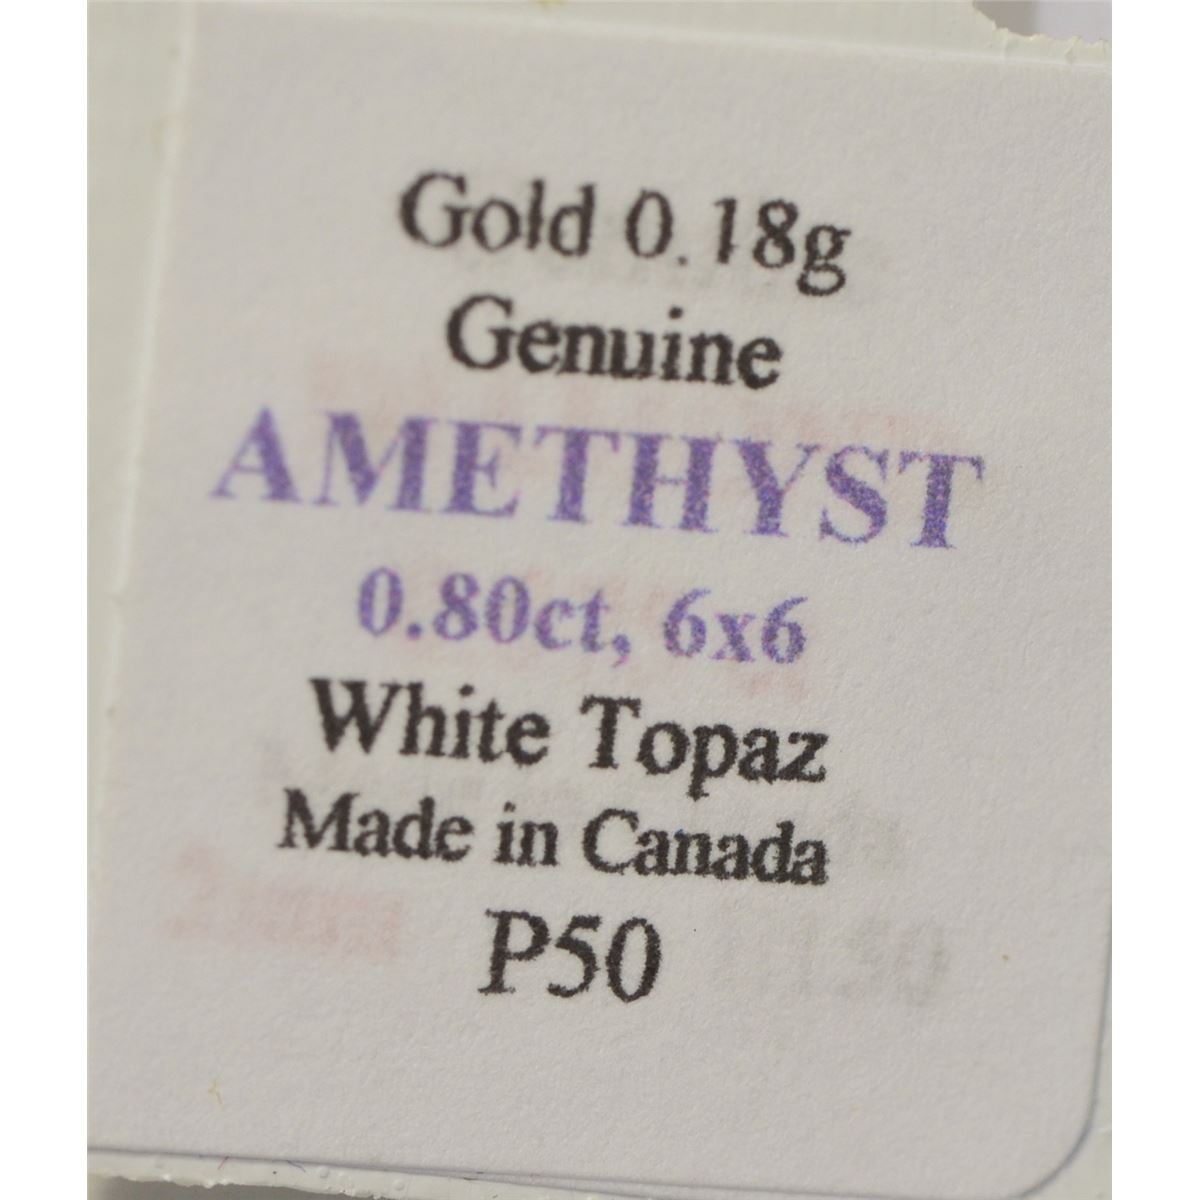 Gold 0.18g
Genuine
AMETHYST
0.80ct, 6x6
White Topaz
Made in Canada
P50